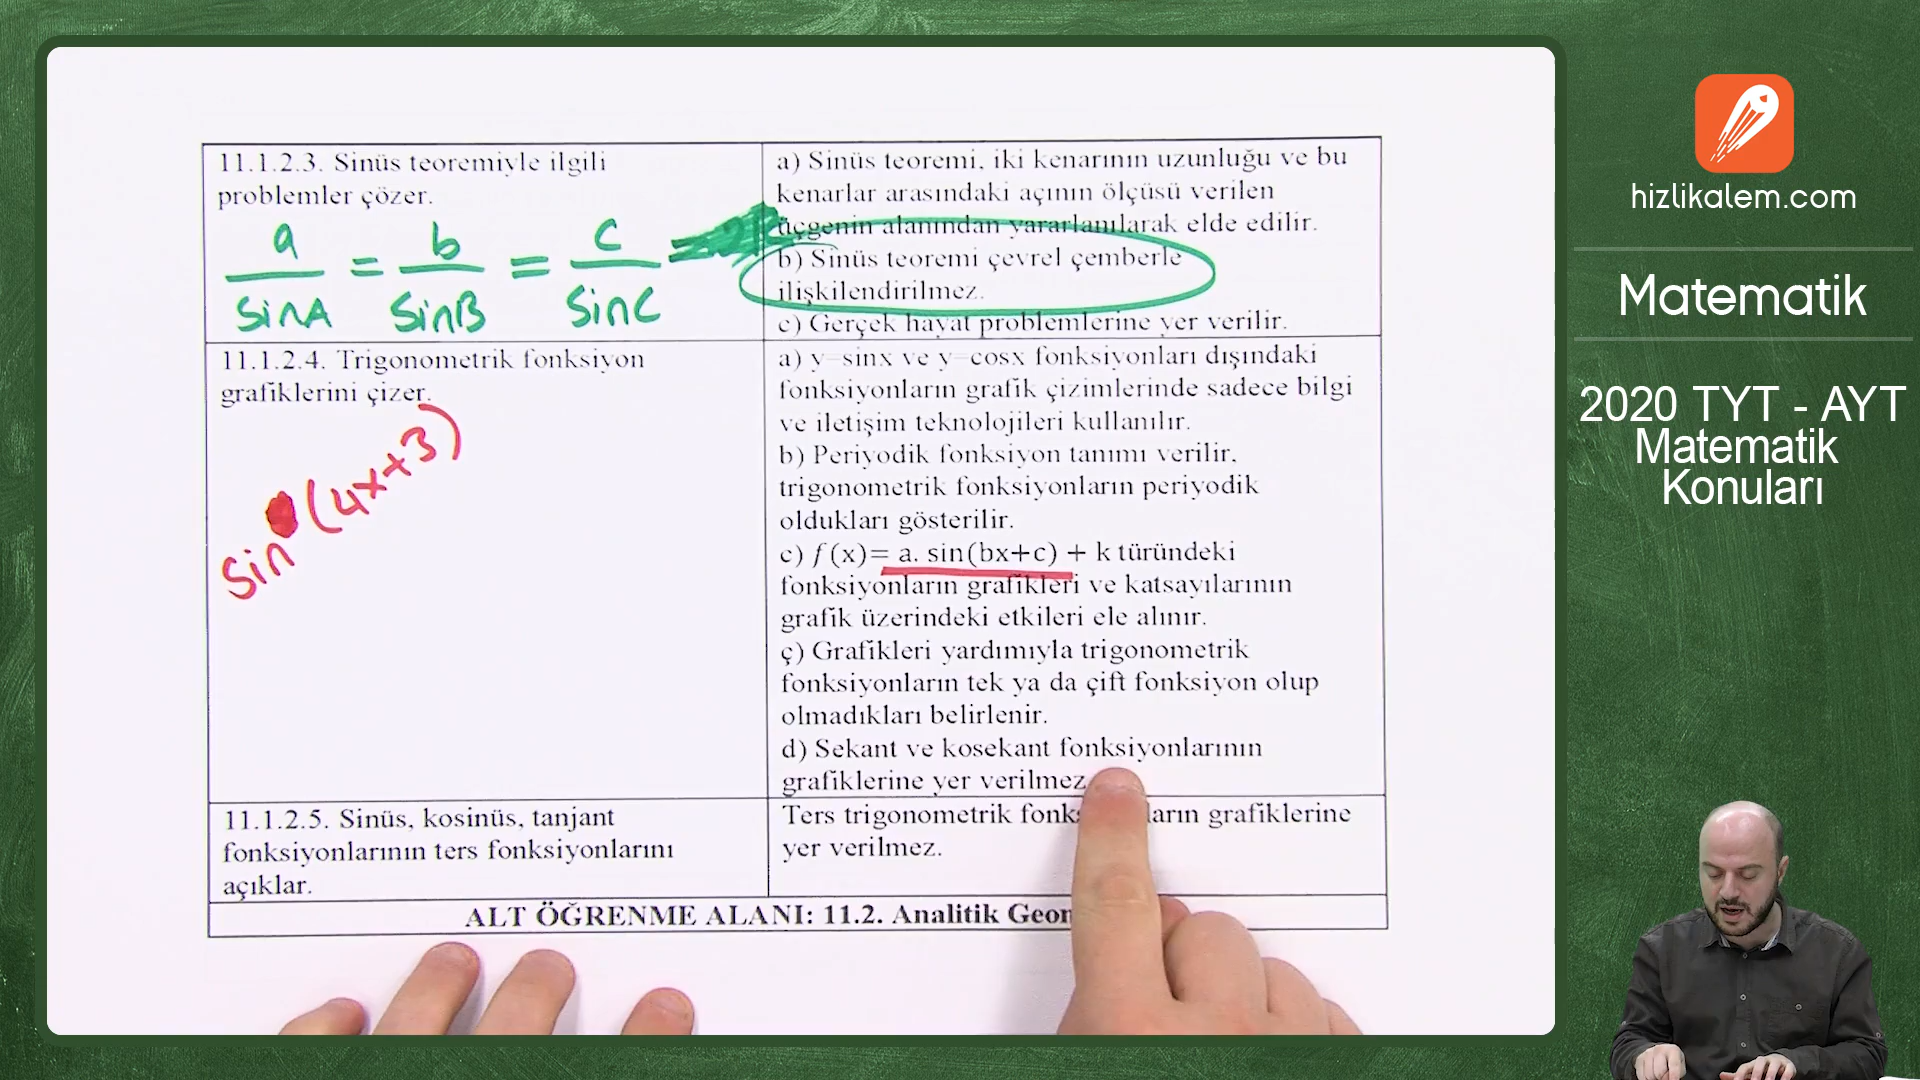 11.1.2.3. Sinüs teoremiyle ilgili
problemler çözer.
a/SinA = b/SinB = c/SinC =
a) Sinüs teoremi, iki kenarının uzunluğu ve bu
kenarlar arasındaki açının ölçüsü verilen
üçgenin alanından yararlanılarak elde edilir.
b) Sinüs teoremi çevrel çemberle
ilişkilendirilmez.
c) Gerçek hayat problemlerine yer verilir.
11.1.2.4. Trigonometrik fonksiyon
grafiklerini çizer.
Sin (4x+3)
a) y=sinx ve y=cosx fonksiyonları dışındaki
fonksiyonların grafik çizimlerinde sadece bilgi
ve iletişim teknolojileri kullanılır.
b) Periyodik fonksiyon tanımı verilir,
trigonometrik fonksiyonların periyodik
oldukları gösterilir.
c) f(x)= a. sin(bx+c) + k türündeki
fonksiyonların grafikleri ve katsayılarının
grafik üzerindeki etkileri ele alınır.
ç) Grafikleri yardımıyla trigonometrik
fonksiyonların tek ya da çift fonksiyon olup
olmadıkları belirlenir.
d) Sekant ve kosekant fonksiyonlarının
grafiklerine yer verilmez
11.1.2.5. Sinüs, kosinüs, tanjant
fonksiyonlarının ters fonksiyonlarını
açıklar.
Ters trigonometrik grafiklerine
yer verilmez.
ALT ÖĞRENME ALANI: 11.2. Analitik
hizlikalem.com
Matematik
2020 TYT - AYT
Matematik
Konuları